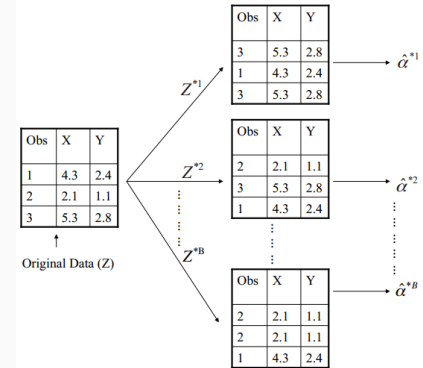 Obs X Y
3 5.3 2.8
1 4.3 2.4
3 5.3 2.8
α̂*1
Z*1
Obs X Y
1 4.3 2.4
2 2.1 1.1
3 5.3 2.8
Original Data (Z)
Z*2
Obs X Y
2 2.1 1.1
3 5.3 2.8
1 4.3 2.4
α̂*2
Z*B
Obs X Y
2 2.1 1.1
2 2.1 1.1
1 4.3 2.4
α̂*B